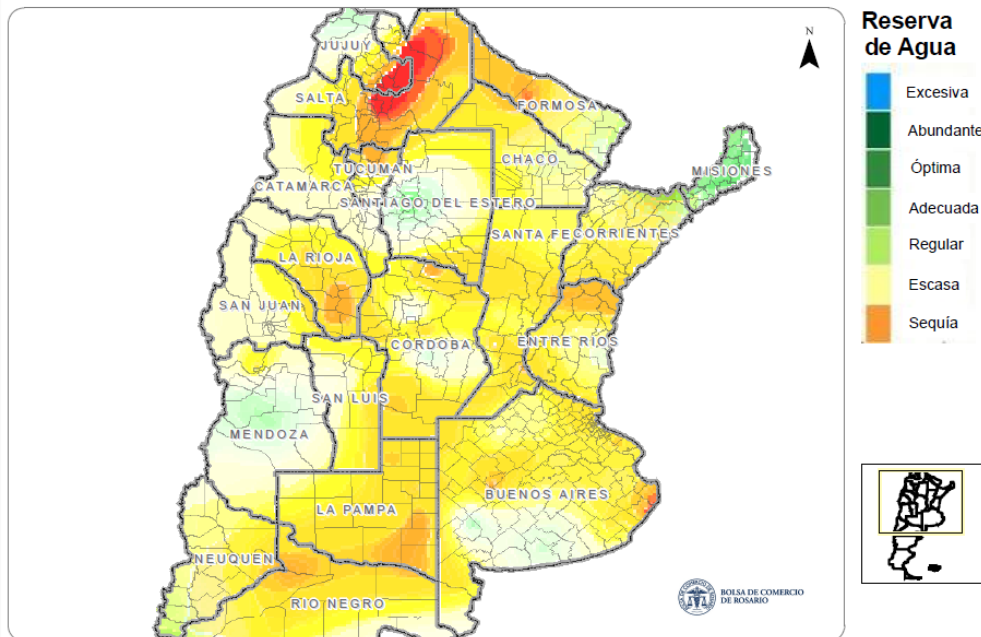 Reserva
de Agua
N
Excesiva
Abundante
Óptima
Adecuada
Regular
Escasa
Sequía
JUJUY
SALTA
FORMOSA
CHACO
TUCUMAN
MISIONES
CATAMARCA
SANTIAGO DEL ESTERO
SANTA FE
CORRIENTES
LA RIOJA
SAN JUAN
CORDOBA
ENTRE RIOS
SAN LUIS
MENDOZA
BUENOS AIRES
LA PAMPA
NEUQUEN
RIO NEGRO
BOLSA DE COMERCIO
DE ROSARIO